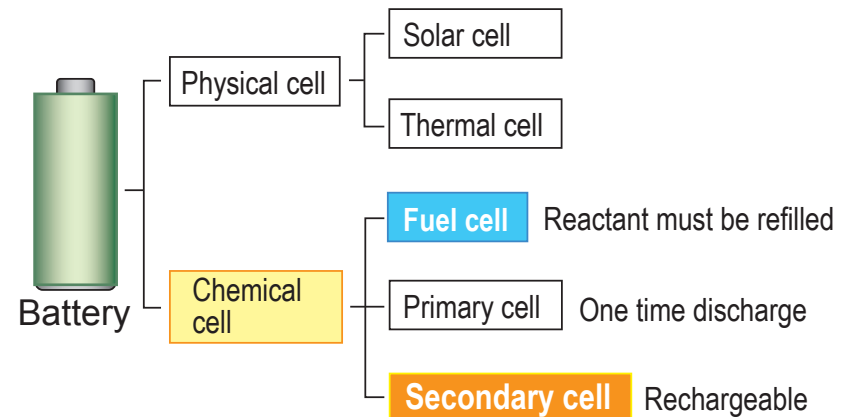 Solar cell
Physical cell
Thermal cell
Fuel cell Reactant must be refilled
Chemical
cell
Battery
Primary cell One time discharge
Secondary cell Rechargeable